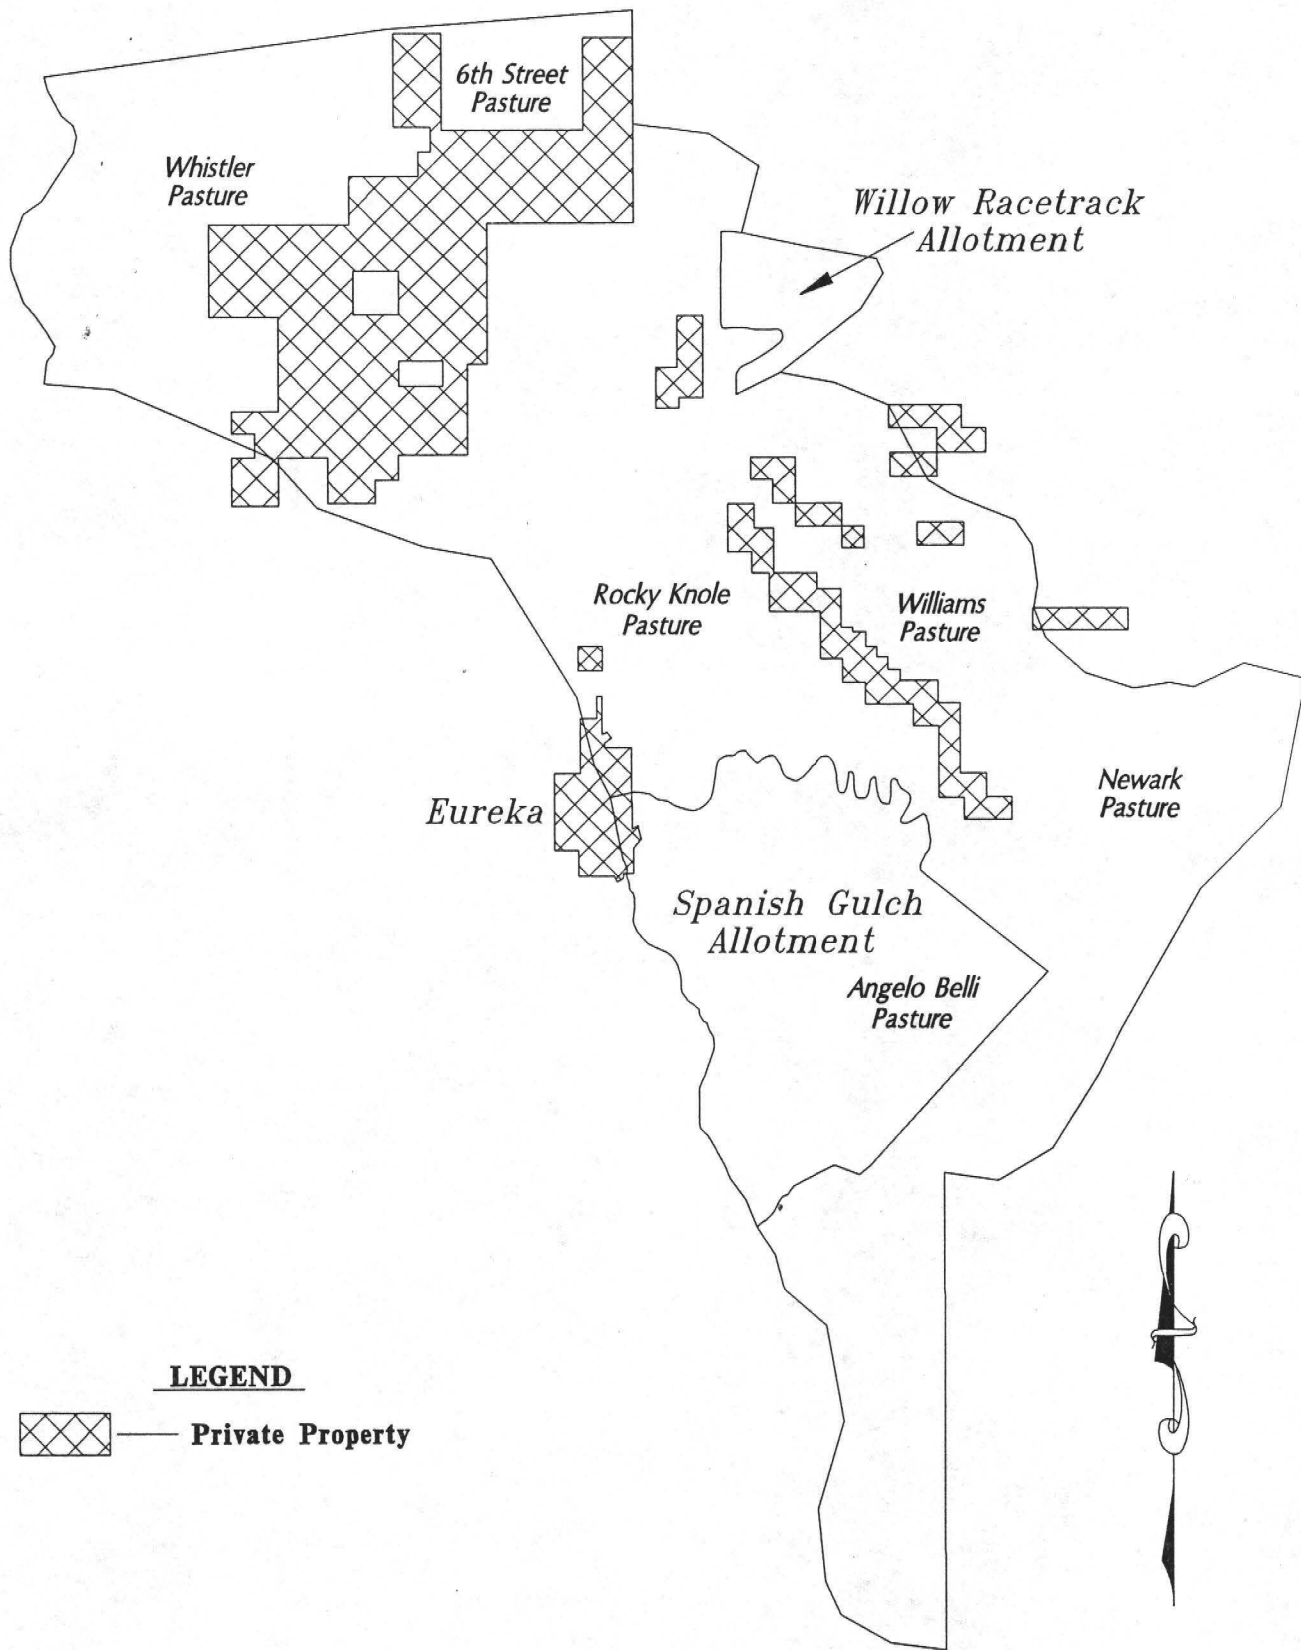 6th Street
Pasture
Whistler
Pasture
Willow Racetrack
Allotment
Rocky Knole
Pasture
Williams
Pasture
Newark
Pasture
Eureka
Spanish Gulch
Allotment
Angelo Belli
Pasture
LEGEND
Private Property